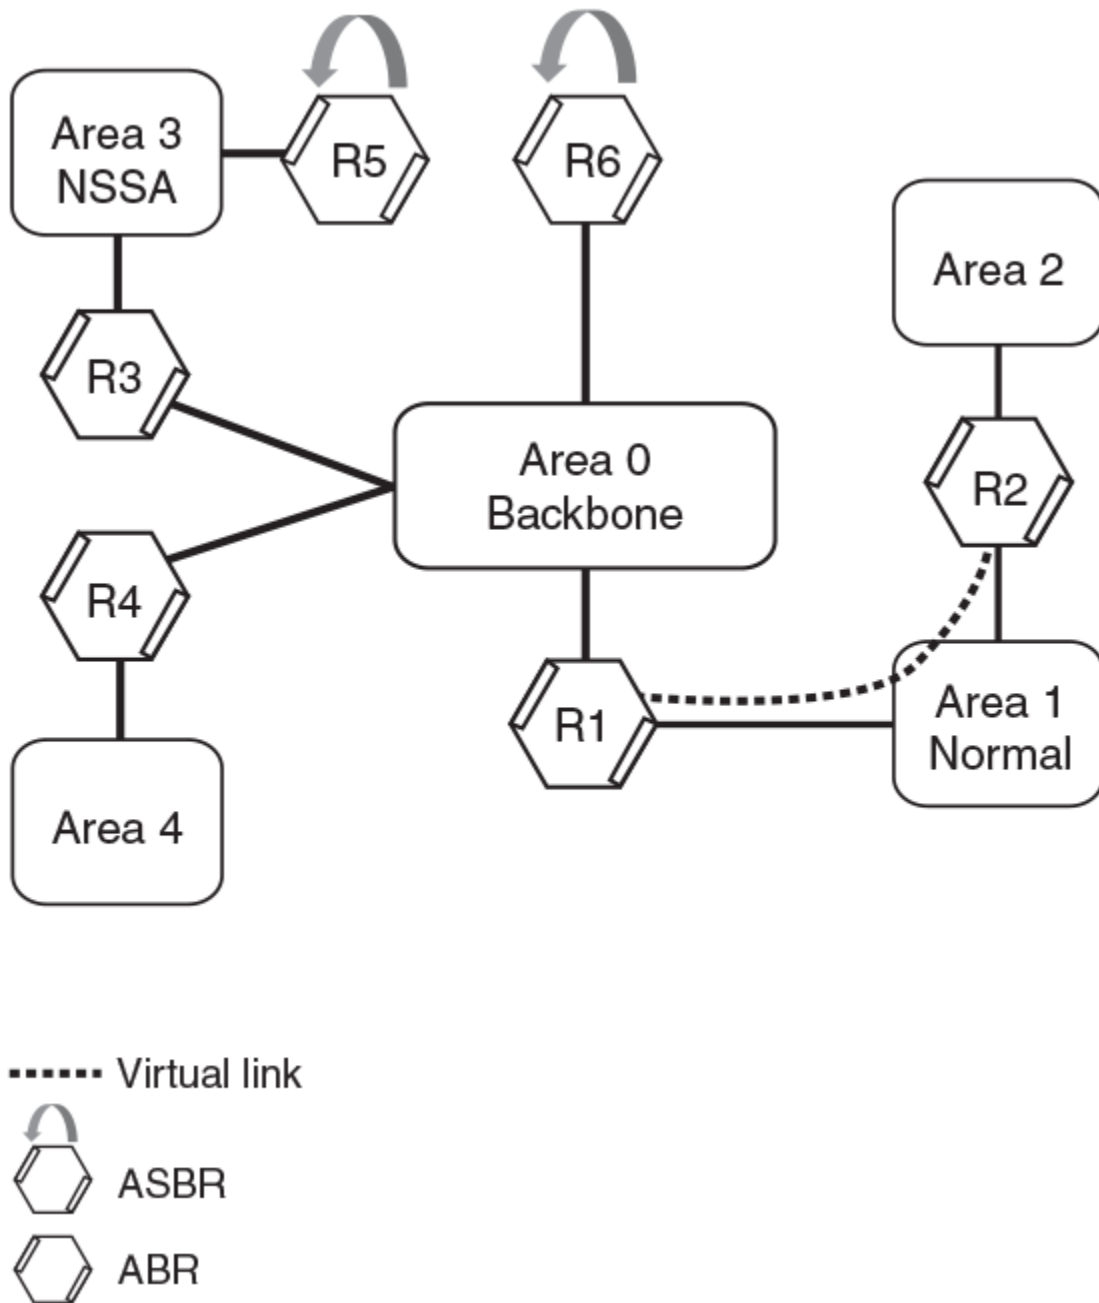 Area 3
NSSA
R5
R6
Area 2
R3
Area 0
Backbone
R2
R4
R1
Area 1
Normal
Area 4
Virtual link
ASBR
ABR